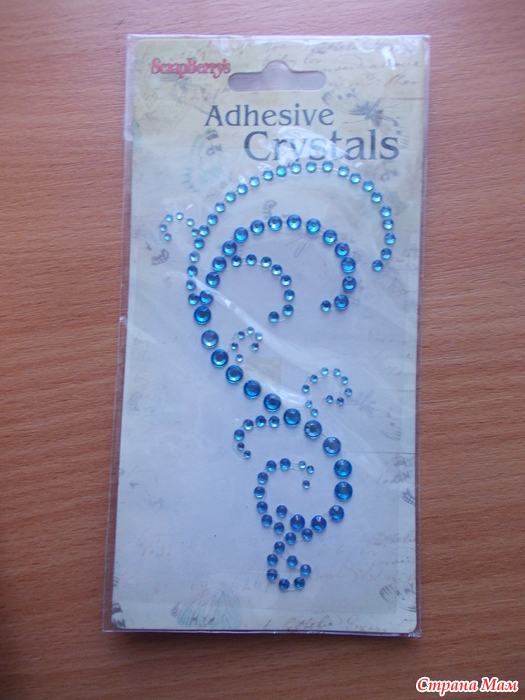 ScrapBerry's
Adhesive
Crystals
Страна Мам